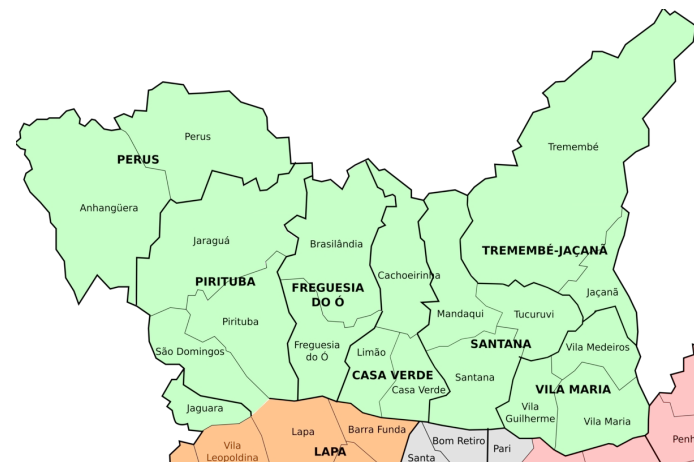 Tremembé
Perus
PERUS
Anhangüera
Jaraguá
Brasilândia
TREMEMBÉ-JAÇANÃ
Cachoeirinha
PIRITUBA
FREGUESIA
DO Ó
Jaçanã
Mandaqui
Tucuruvi
Pirituba
Freguesia
do Ó
SANTANA
Vila Medeiros
São Domingos
Limão
CASA VERDE
Santana
Casa Verde
VILA MARIA
Jaguara
Vila
Guilherme
Vila Maria
Lapa
Barra Funda
Vila
Leopoldina
LAPA
Bom Retiro
Pari
Penh
Santa